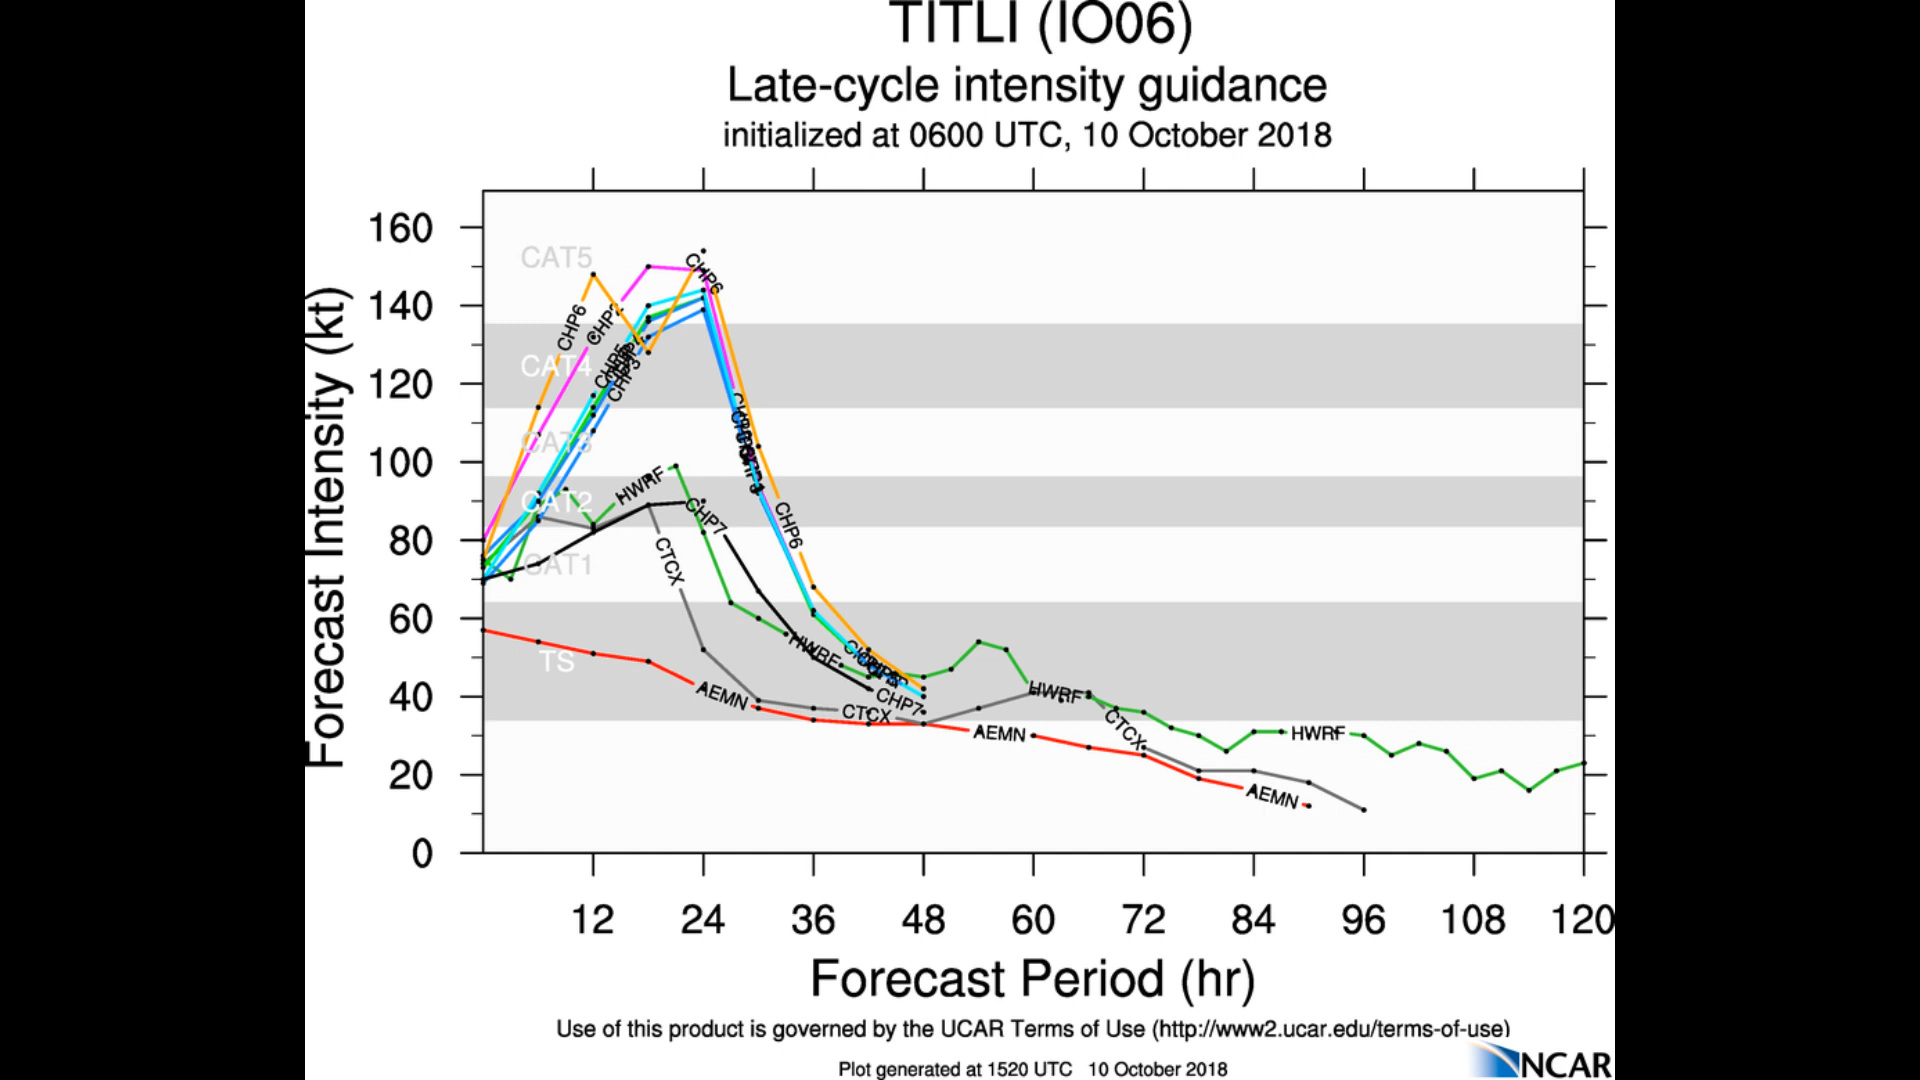 TITLI (IO06)
Late-cycle intensity guidance
initialized at 0600 UTC, 10 October 2018
Forecast Intensity (kt)
160
140
120
100
80
60
40
20
0
CAT5
CAT4
CAT3
CAT2
CAT1
TS
CHP6
CHP6
CHP5
CHP3
HWRF
CHP7
CTCX
CHP6
HWRF
CHP7
AEMN
CTCX
HWRF
CTCX
AEMN
HWRF
AEMN
12 24 36 48 60 72 84 96 108 120
Forecast Period (hr)
Use of this product is governed by the UCAR Terms of Use (http://www2.ucar.edu/terms-of-use)
Plot generated at 1520 UTC 10 October 2018
NCAR